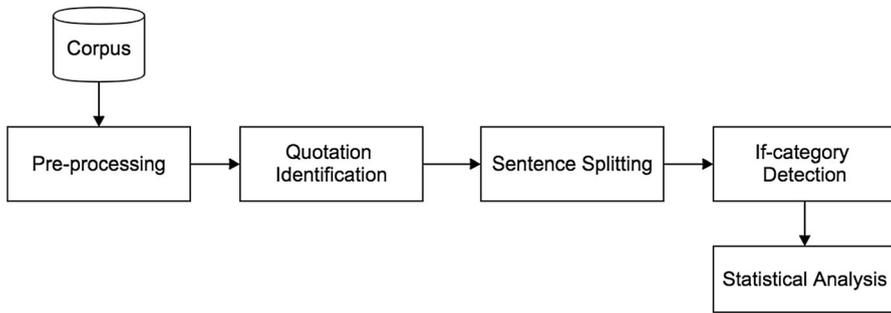 Corpus
Pre-processing
Quotation
Identification
Sentence Splitting
If-category
Detection
Statistical Analysis